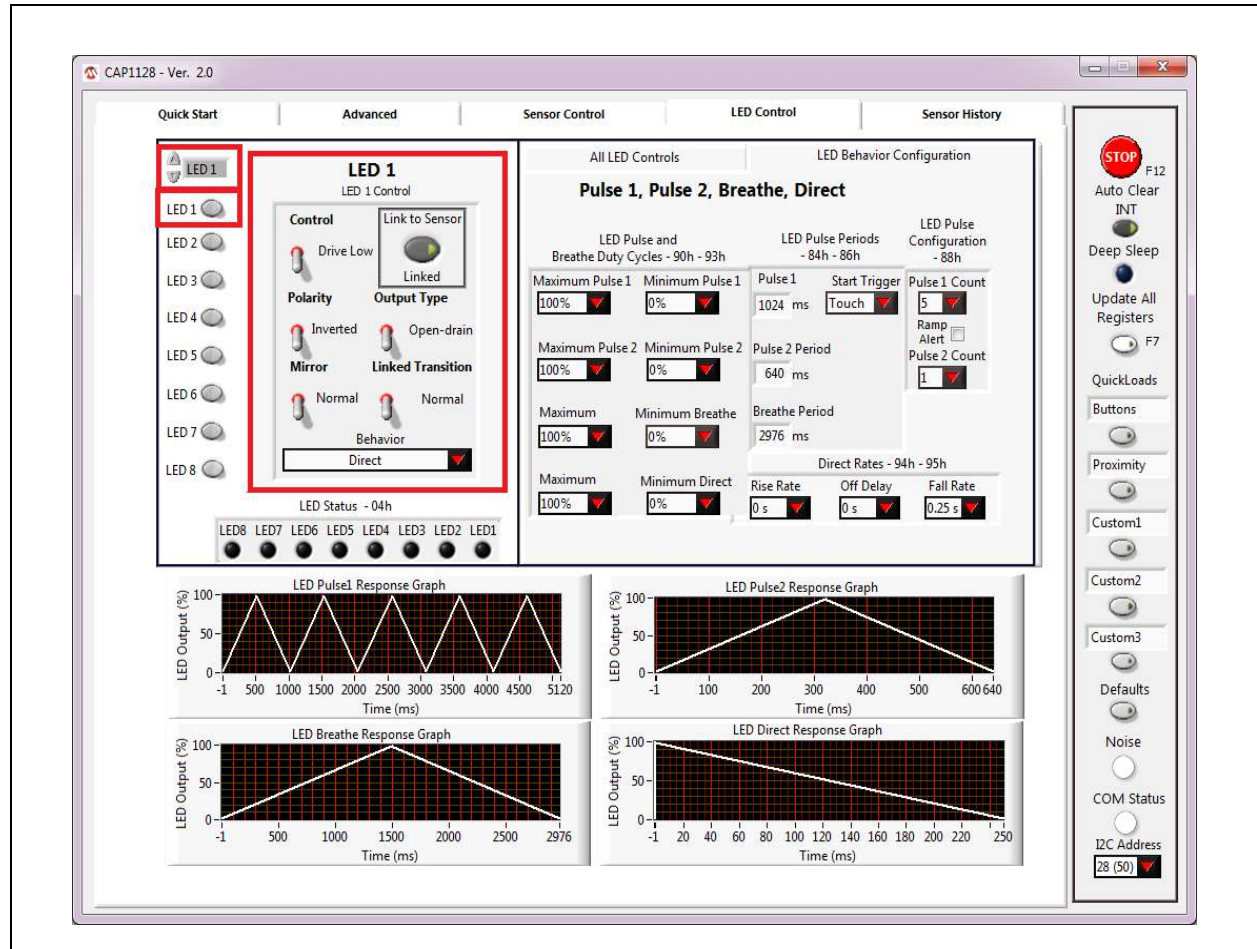 CAP1128 - Ver. 2.0
Quick Start
Advanced
Sensor Control
LED Control
Sensor History
LED 1
LED 1
LED 2
LED 3
LED 4
LED 5
LED 6
LED 7
LED 8
LED 1
LED 1 Control
Control
Drive Low
Link to Sensor
Linked
Polarity
Output Type
Inverted
Open-drain
Mirror
Linked Transition
Normal
Normal
Behavior
Direct
LED Status - 04h
LED8 LED7 LED6 LED5 LED4 LED3 LED2 LED1
All LED Controls
LED Behavior Configuration
Pulse 1, Pulse 2, Breathe, Direct
LED Pulse and
Breathe Duty Cycles - 90h - 93h
Maximum Pulse 1 Minimum Pulse 1
100% 0%
Maximum Pulse 2 Minimum Pulse 2
100% 0%
Maximum Minimum Breathe
100% 0%
Maximum Minimum Direct
100% 0%
LED Pulse Periods
- 84h - 86h
Pulse 1 Start Trigger
1024 ms Touch
Pulse 2 Period
640 ms
Breathe Period
2976 ms
LED Pulse
Configuration
- 88h
Pulse 1 Count
5
Ramp
Alert
Pulse 2 Count
1
Direct Rates - 94h - 95h
Rise Rate Off Delay Fall Rate
0 s 0 s 0.25 s
LED Pulse1 Response Graph
LED Output (%)
100
50
0
-1 500 1000 1500 2000 2500 3000 3500 4000 4500 5120
Time (ms)
LED Pulse2 Response Graph
LED Output (%)
100
50
0
-1 100 200 300 400 500 600 640
Time (ms)
LED Breathe Response Graph
LED Output (%)
100
50
0
-1 500 1000 1500 2000 2500 2976
Time (ms)
LED Direct Response Graph
LED Output (%)
100
50
0
-1 20 40 60 80 100 120 140 160 180 200 220 250
Time (ms)
STOP
F12
Auto Clear
INT
Deep Sleep
Update All
Registers
F7
QuickLoads
Buttons
Proximity
Custom1
Custom2
Custom3
Defaults
Noise
COM Status
I2C Address
28 (50)